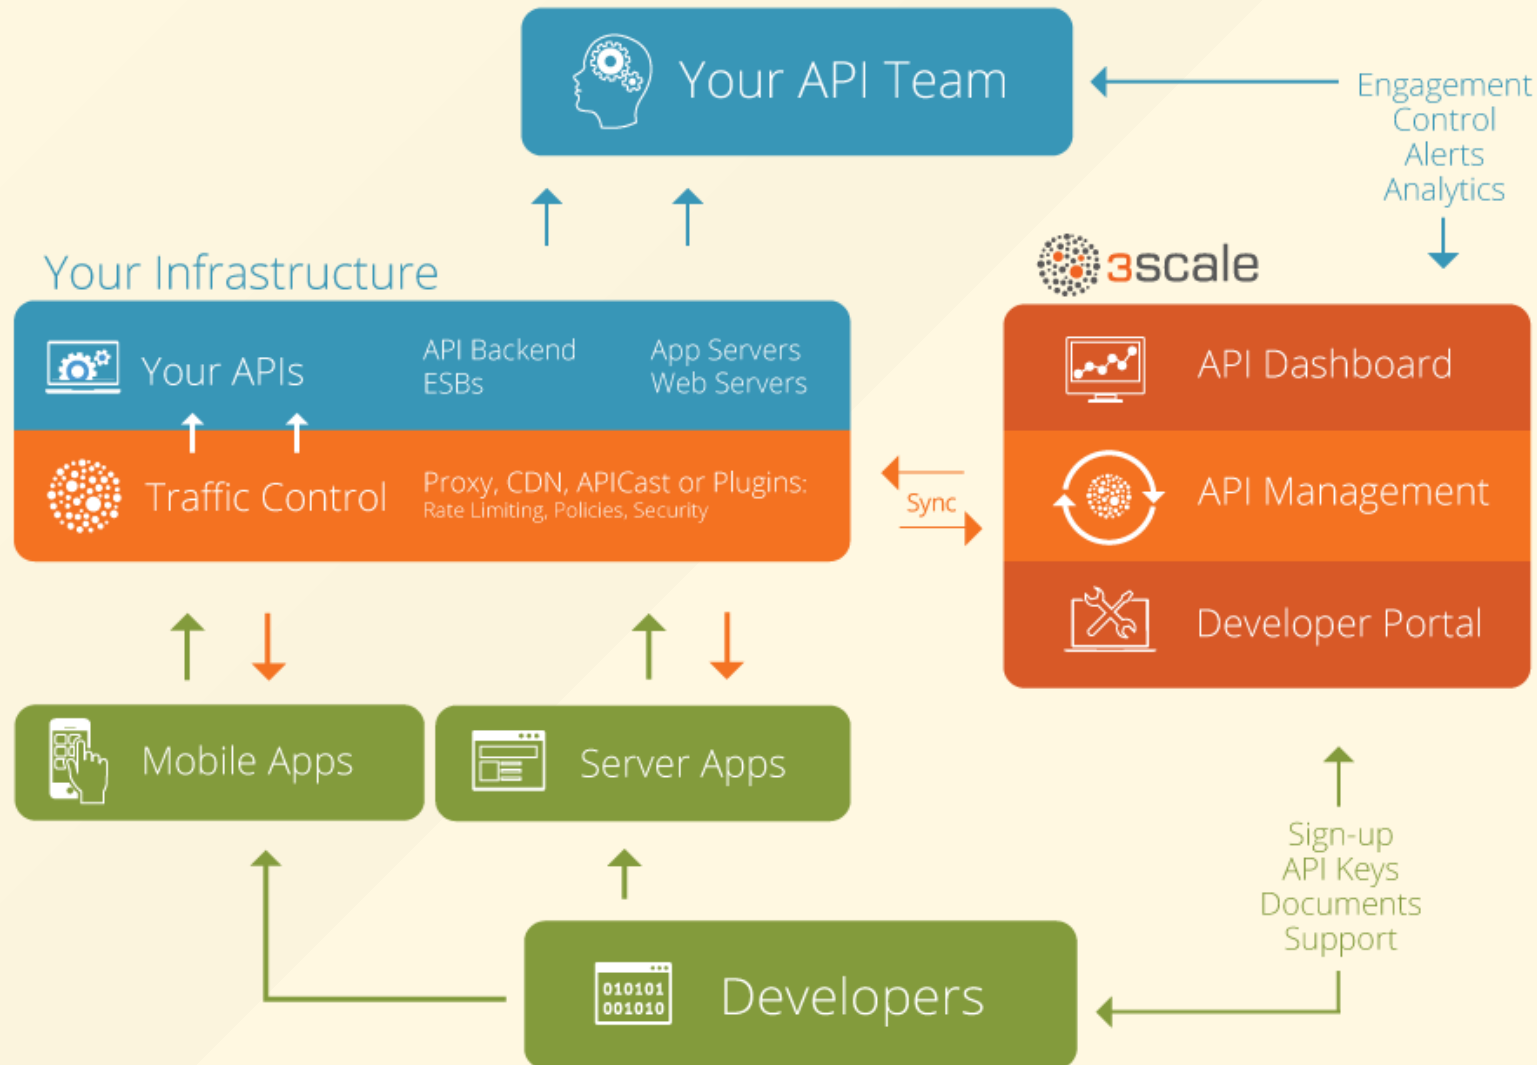 Your API Team
Engagement
Control
Alerts
Analytics
Your Infrastructure
3scale
Your APIs
API Backend
ESBs
App Servers
Web Servers
Traffic Control
Proxy, CDN, APICast or Plugins:
Rate Limiting, Policies, Security
Sync
API Dashboard
API Management
Developer Portal
Mobile Apps
Server Apps
Sign-up
API Keys
Documents
Support
010101
001010
Developers